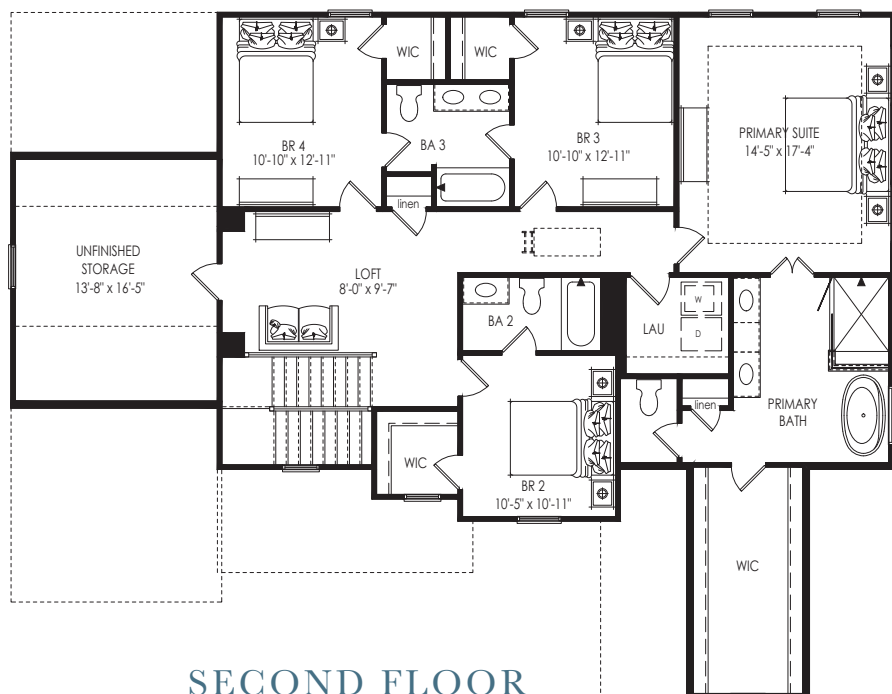 WIC
WIC
BR 4
10'-10" x 12'-11"
BA 3
BR 3
10'-10" x 12'-11"
PRIMARY SUITE
14'-5" x 17'-4"
linen
UNFINISHED
STORAGE
13'-8" x 16'-5"
LOFT
8'-0" x 9'-7"
BA 2
LAU
W
D
linen
PRIMARY
BATH
WIC
BR 2
10'-5" x 10'-11"
WIC
SECOND FLOOR